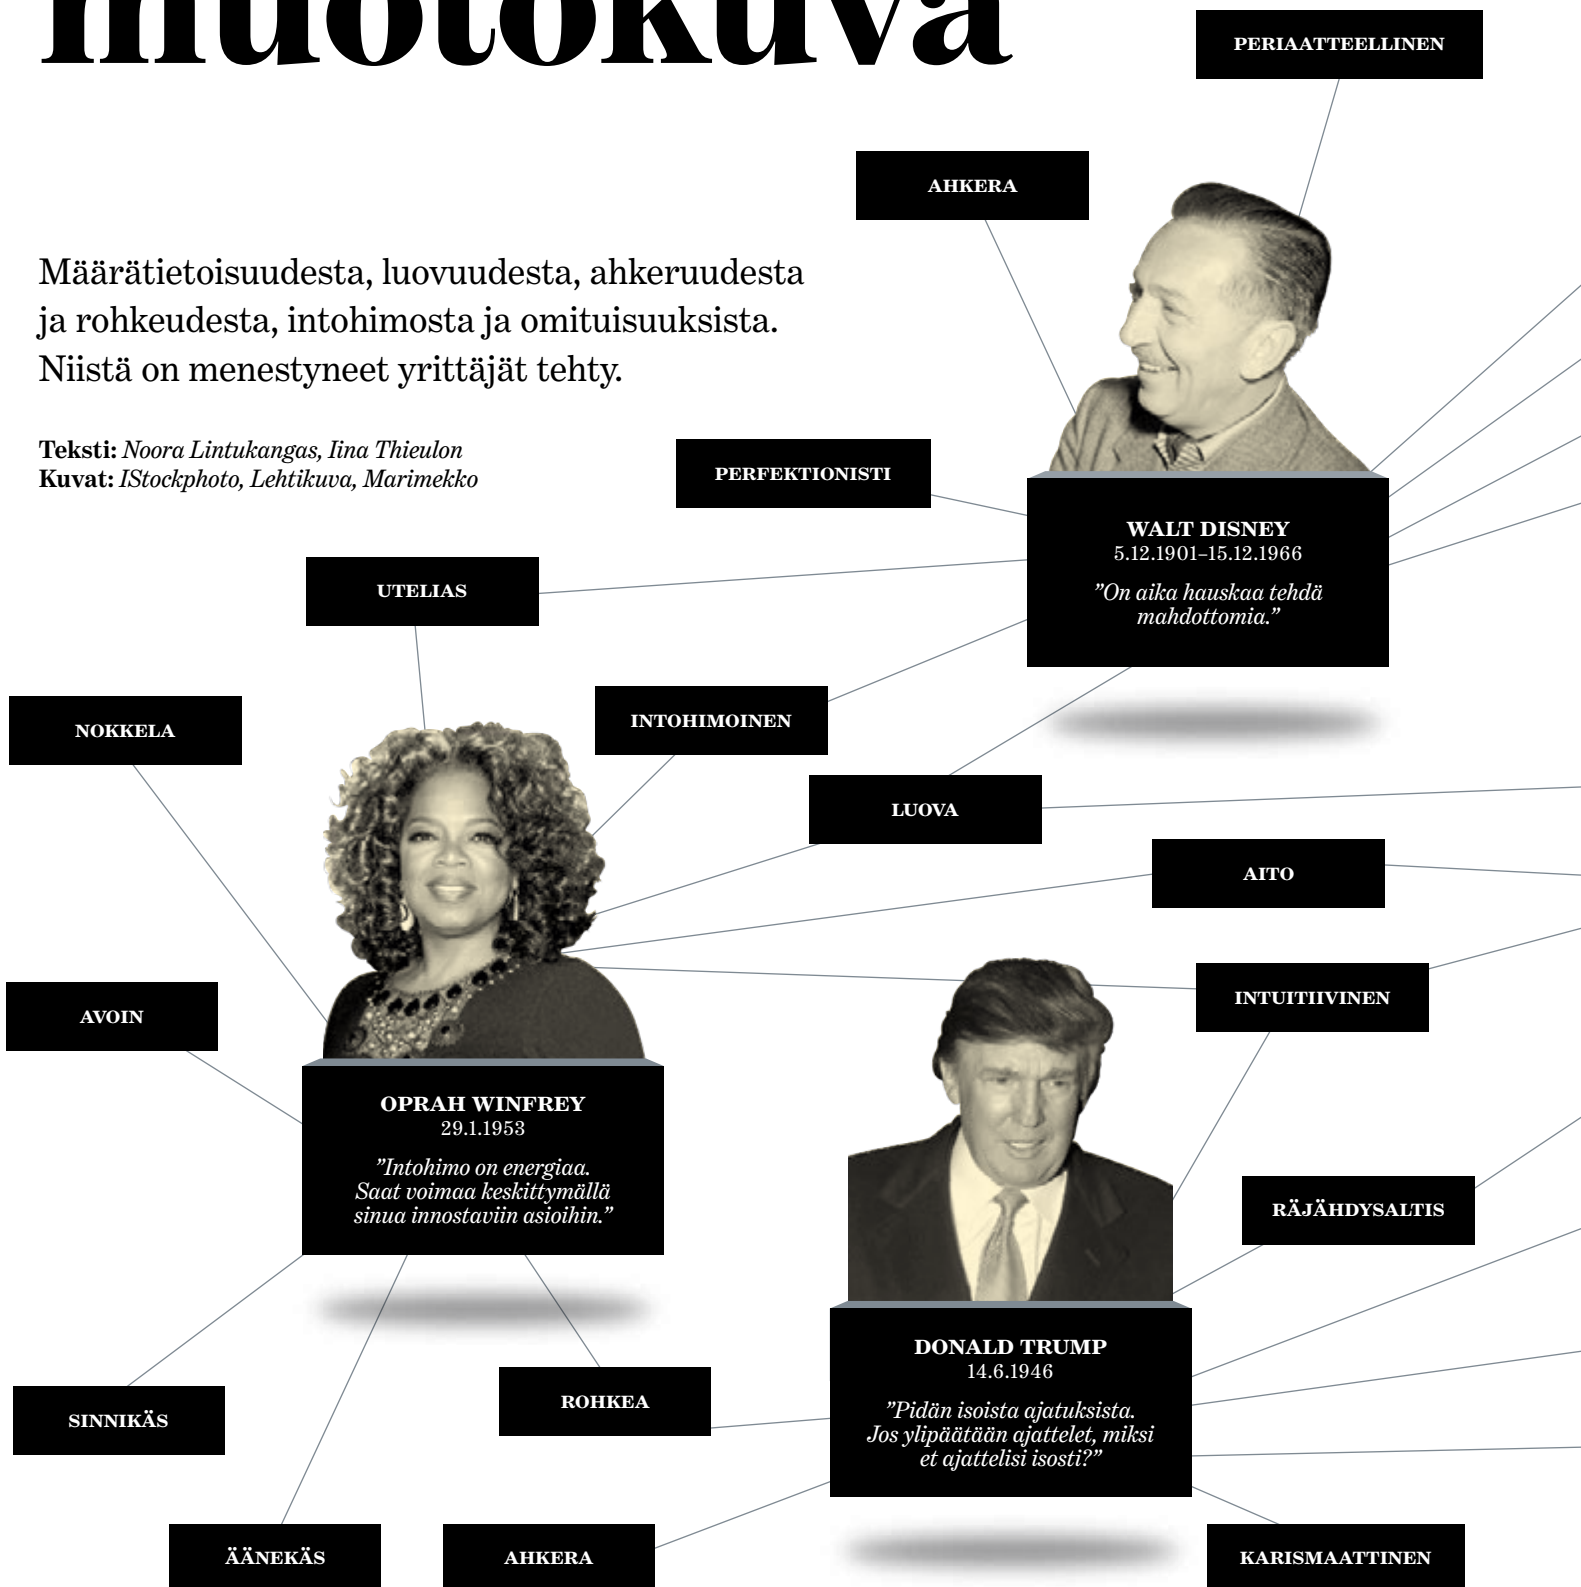 muotokuva
PERIAATTEELLINEN
AHKERA
Määrätietoisuudesta, luovuudesta, ahkeruudesta
ja rohkeudesta, intohimosta ja omituisuuksista.
Niistä on menestyneet yrittäjät tehty.
Teksti: Noora Lintukangas, Iina Thieulon
Kuvat: IStockphoto, Lehtikuva, Marimekko
PERFEKTIONISTI
WALT DISNEY
5.12.1901–15.12.1966
”On aika hauskaa tehdä
mahdottomia.”
UTELIAS
NOKKELA
INTOHIMOINEN
LUOVA
AITO
INTUITIIVINEN
AVOIN
OPRAH WINFREY
29.1.1953
”Intohimo on energiaa.
Saat voimaa keskittymällä
sinua innostaviin asioihin.”
RÄJÄHDYSALTIS
DONALD TRUMP
14.6.1946
”Pidän isoista ajatuksista.
Jos ylipäätään ajattelet, miksi
et ajattelisi isosti?”
ROHKEA
SINNIKÄS
ÄÄNEKÄS
AHKERA
KARISMAATTINEN